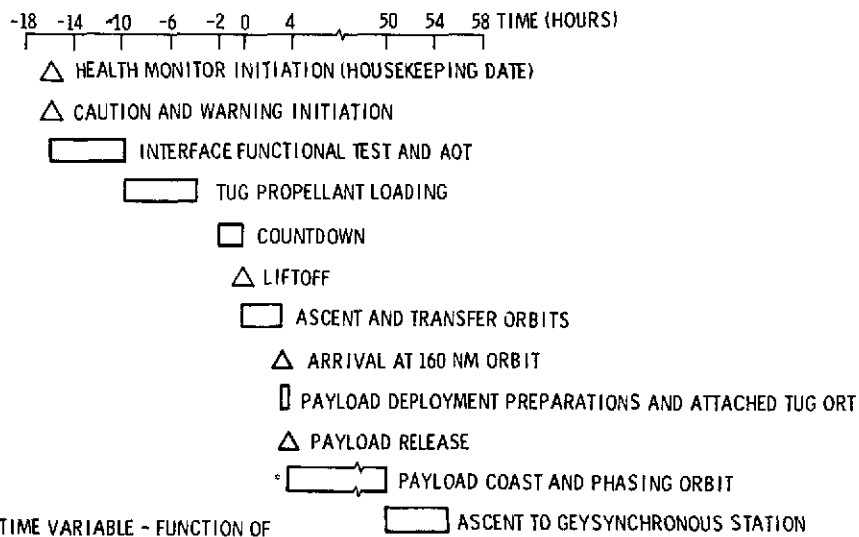 -18 -14 -10 -6 -2 0 4 50 54 58 TIME (HOURS)
HEALTH MONITOR INITIATION (HOUSEKEEPING DATE)
CAUTION AND WARNING INITIATION
INTERFACE FUNCTIONAL TEST AND AOT
TUG PROPELLANT LOADING
COUNTDOWN
LIFTOFF
ASCENT AND TRANSFER ORBITS
ARRIVAL AT 160 NM ORBIT
PAYLOAD DEPLOYMENT PREPARATIONS AND ATTACHED TUG ORT
PAYLOAD RELEASE
* PAYLOAD COAST AND PHASING ORBIT
ASCENT TO GEYSYNCHRONOUS STATION
TIME VARIABLE - FUNCTION OF